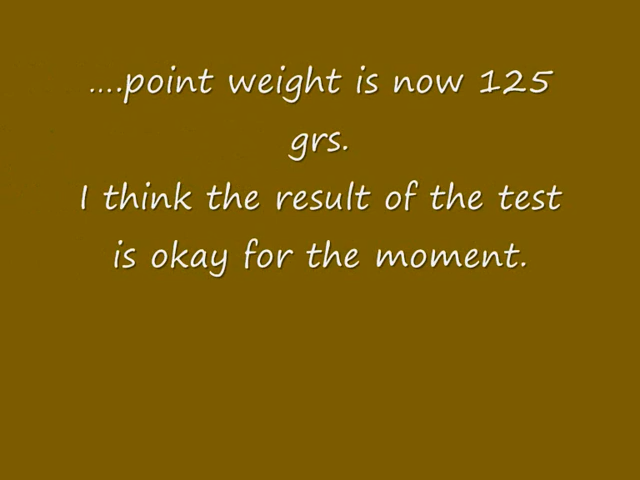 ....point weight is now 125
grs.
I think the result of the test
is okay for the moment.